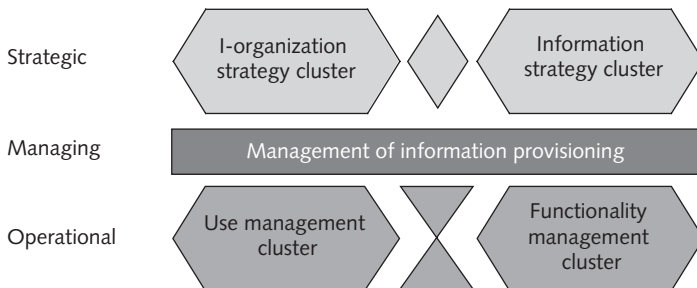 Strategic
I-organization
strategy cluster
Information
strategy cluster
Managing
Management of information provisioning
Operational
Use management
cluster
Functionality
management
cluster